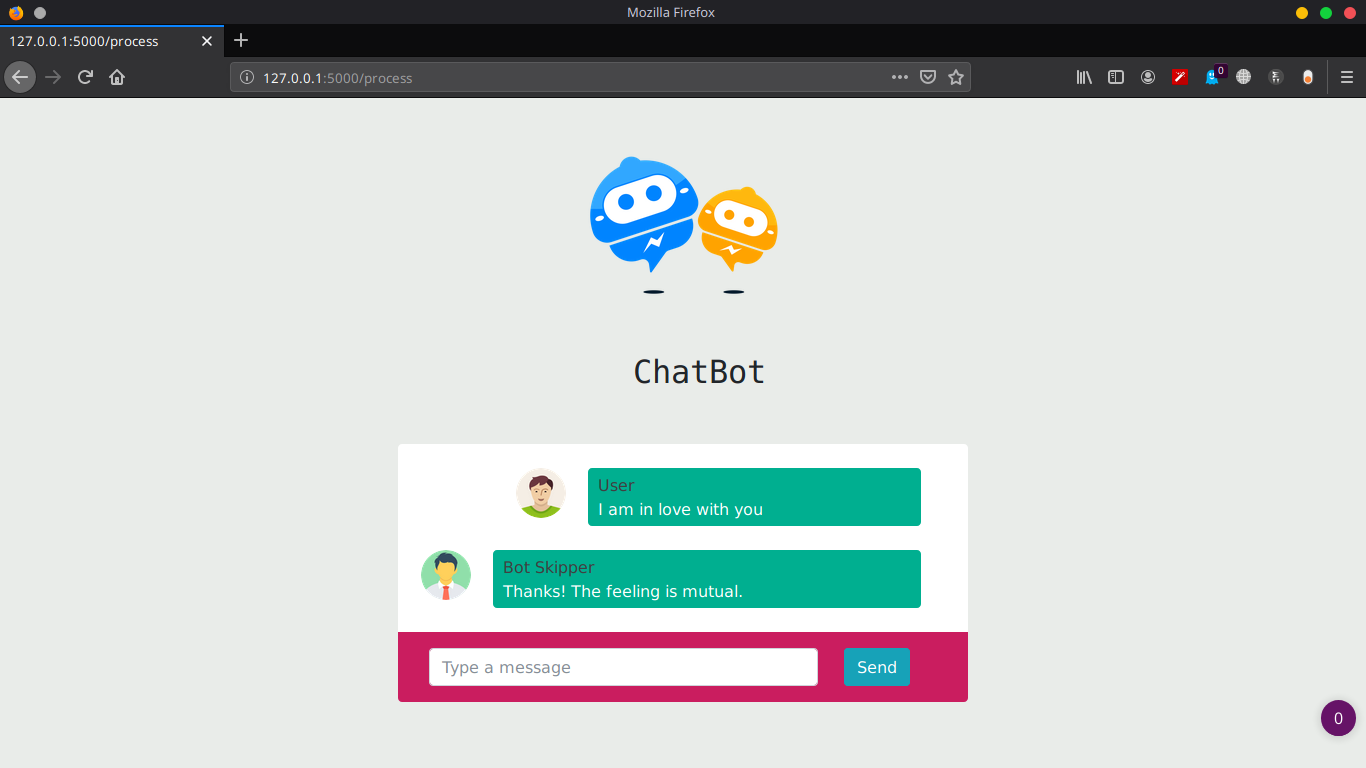 Mozilla Firefox
127.0.0.1:5000/process
127.0.0.1:5000/process
0
ChatBot
User
I am in love with you
Bot Skipper
Thanks! The feeling is mutual.
Type a message
Send
0